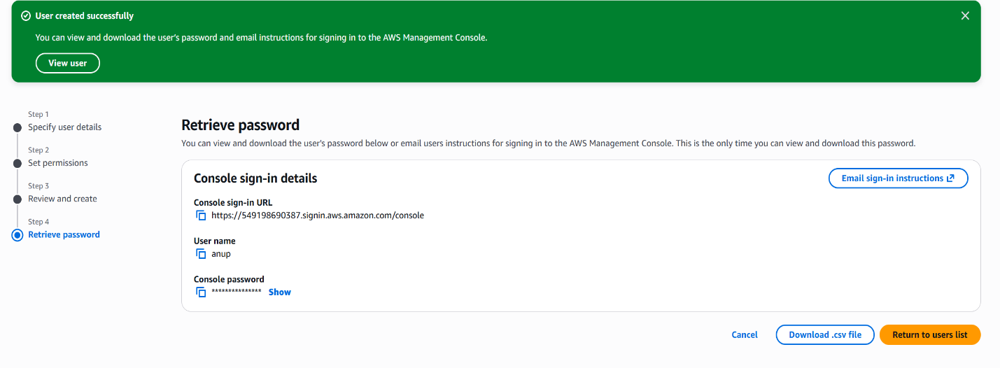 User created successfully
You can view and download the user's password and email instructions for signing in to the AWS Management Console.
View user
Step 1
Specify user details
Step 2
Set permissions
Step 3
Review and create
Step 4
Retrieve password
Retrieve password
You can view and download the user's password below or email users instructions for signing in to the AWS Management Console. This is the only time you can view and download this password.
Console sign-in details
Email sign-in instructions
Console sign-in URL
https://549198690387.signin.aws.amazon.com/console
User name
anup
Console password
*************** Show
Cancel
Download .csv file
Return to users list